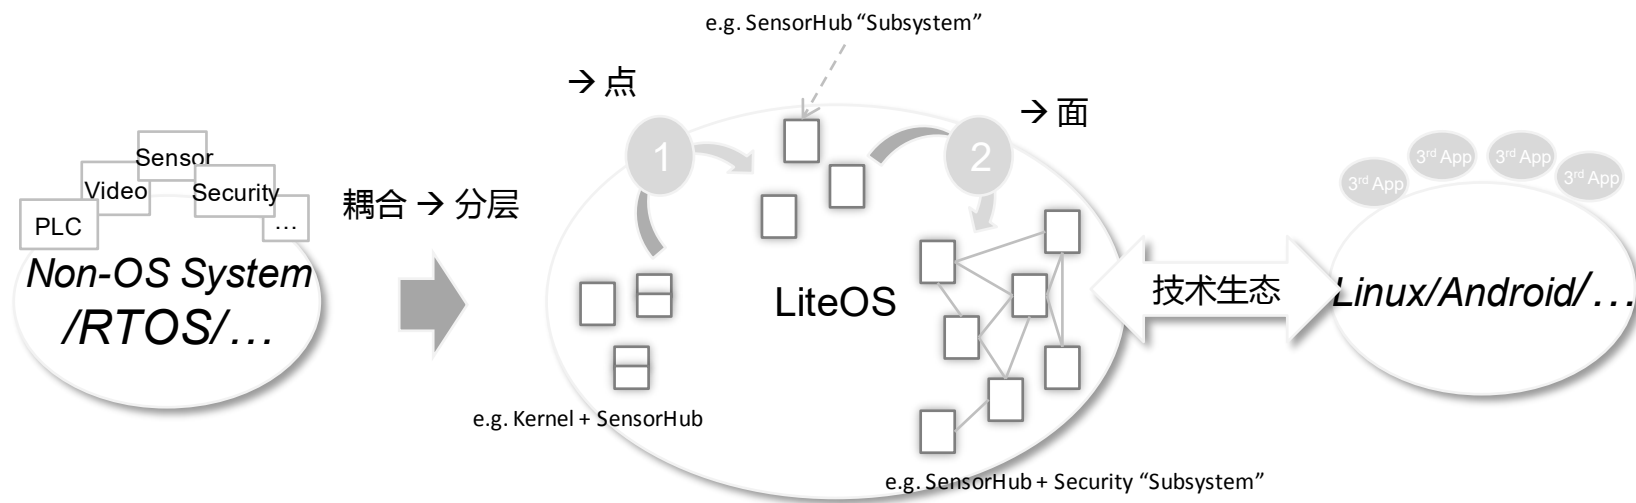 e.g. SensorHub “Subsystem”
→ 点
→ 面
1
2
Sensor
Video
Security
PLC
…
Non-OS System
/RTOS/…
耦合 → 分层
LiteOS
e.g. Kernel + SensorHub
e.g. SensorHub + Security “Subsystem”
技术生态
3rd App
3rd App
3rd App
3rd App
Linux/Android/…